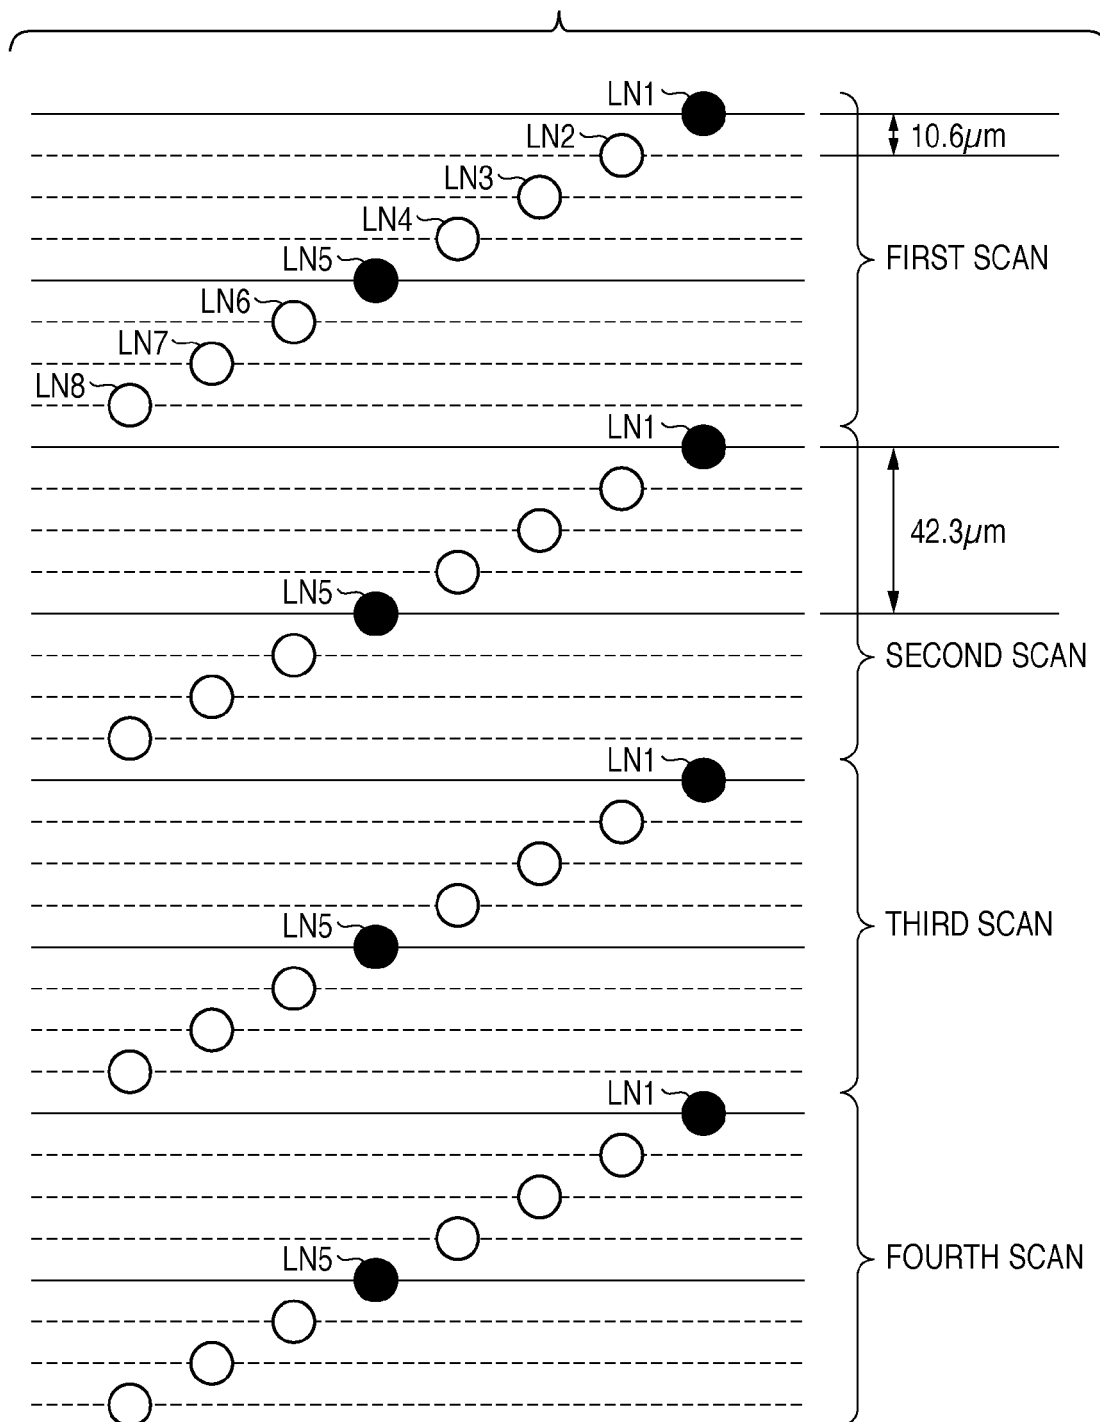 LN1
10.6μm
LN2
LN3
LN4
LN5
FIRST SCAN
LN6
LN7
LN8
LN1
42.3μm
LN5
SECOND SCAN
LN1
LN5
THIRD SCAN
LN1
LN5
FOURTH SCAN